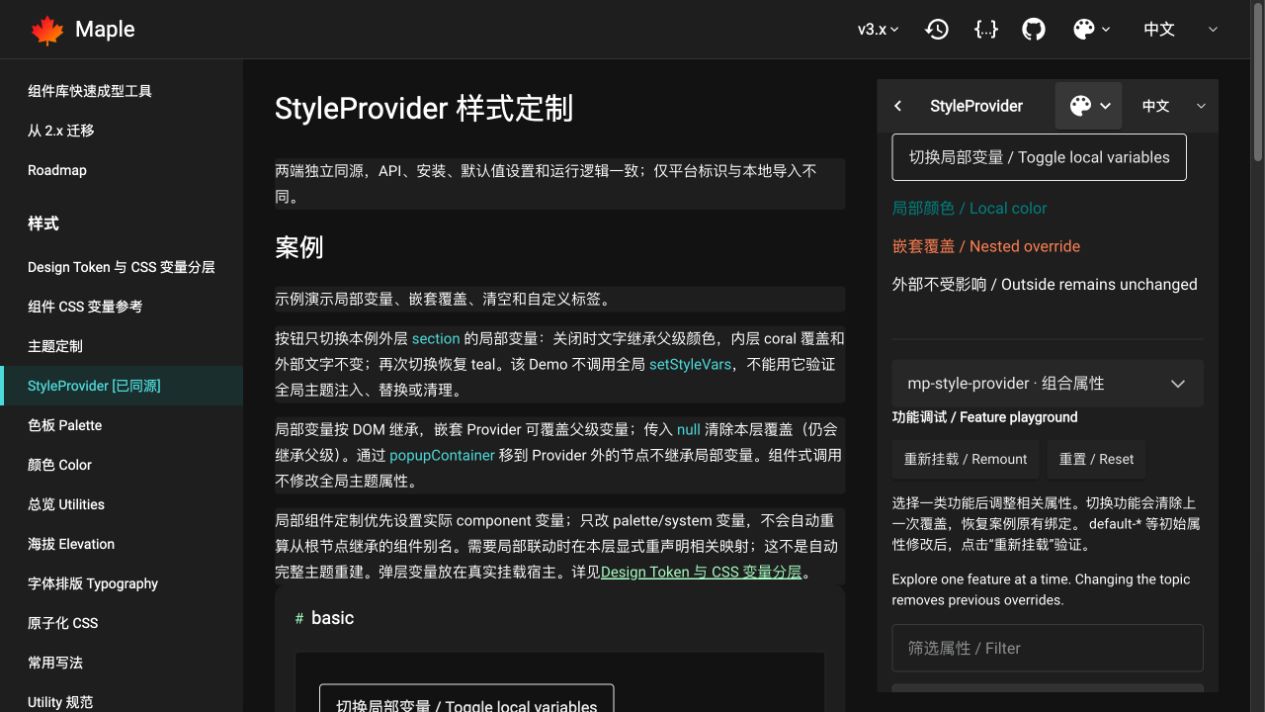 Maple
v3.x
中文
组件库快速成型工具
从 2.x 迁移
Roadmap
样式
Design Token 与 CSS 变量分层
组件 CSS 变量参考
主题定制
StyleProvider [已同源]
色板 Palette
颜色 Color
总览 Utilities
海拔 Elevation
字体排版 Typography
原子化 CSS
常用写法
Utility 规范
StyleProvider 样式定制
两端独立同源，API、安装、默认值设置和运行逻辑一致；仅平台标识与本地导入不
同。
案例
示例演示局部变量、嵌套覆盖、清空和自定义标签。
按钮只切换本例外层 section 的局部变量：关闭时文字继承父级颜色，内层 coral 覆盖和
外部文字不变；再次切换恢复 teal。该 Demo 不调用全局 setStyleVars，不能用它验证
全局主题注入、替换或清理。
局部变量按 DOM 继承，嵌套 Provider 可覆盖父级变量；传入 null 清除本层覆盖（仍会
继承父级）。通过 popupContainer 移到 Provider 外的节点不继承局部变量。组件式调用
不修改全局主题属性。
局部组件定制优先设置实际 component 变量；只改 palette/system 变量，不会自动重
算从根节点继承的组件别名。需要局部联动时在本层显式重声明相关映射；这不是自动
完整主题重建。弹层变量放在真实挂载宿主。详见Design Token 与 CSS 变量分层。
# basic
切换局部变量 / Toggle local variables
StyleProvider
中文
切换局部变量 / Toggle local variables
局部颜色 / Local color
嵌套覆盖 / Nested override
外部不受影响 / Outside remains unchanged
mp-style-provider · 组合属性
功能调试 / Feature playground
重新挂载 / Remount
重置 / Reset
选择一类功能后调整相关属性。切换功能会清除上
一次覆盖，恢复案例原有绑定。 default-* 等初始属
性修改后，点击“重新挂载”验证。
Explore one feature at a time. Changing the topic
removes previous overrides.
筛选属性 / Filter